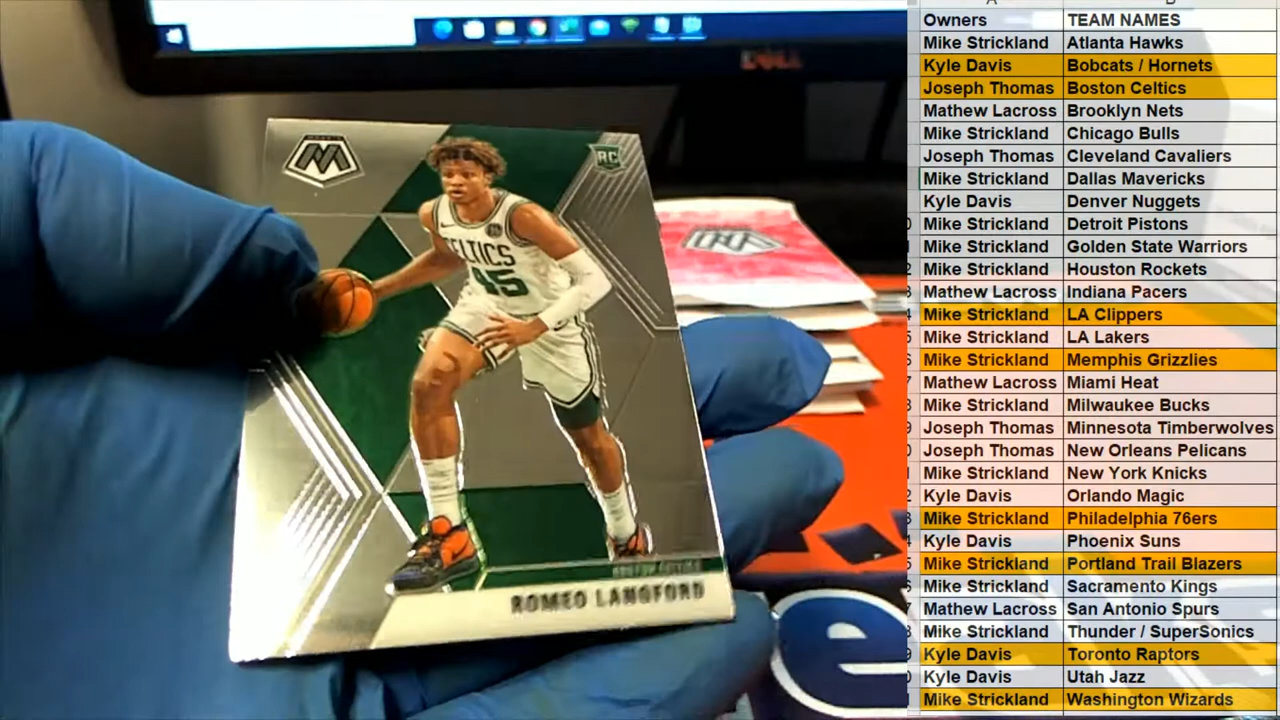 DELL
MOSAIC
RC
CELTICS
45
ROMEO LANGFORD
e
A
B
Owners TEAM NAMES
Mike Strickland Atlanta Hawks
Kyle Davis Bobcats / Hornets
Joseph Thomas Boston Celtics
Mathew Lacross Brooklyn Nets
Mike Strickland Chicago Bulls
Joseph Thomas Cleveland Cavaliers
Mike Strickland Dallas Mavericks
Kyle Davis Denver Nuggets
Mike Strickland Detroit Pistons
Mike Strickland Golden State Warriors
Mike Strickland Houston Rockets
Mathew Lacross Indiana Pacers
Mike Strickland LA Clippers
Mike Strickland LA Lakers
Mike Strickland Memphis Grizzlies
Mathew Lacross Miami Heat
Mike Strickland Milwaukee Bucks
Joseph Thomas Minnesota Timberwolves
Joseph Thomas New Orleans Pelicans
Mike Strickland New York Knicks
Kyle Davis Orlando Magic
Mike Strickland Philadelphia 76ers
Kyle Davis Phoenix Suns
Mike Strickland Portland Trail Blazers
Mike Strickland Sacramento Kings
Mathew Lacross San Antonio Spurs
Mike Strickland Thunder / SuperSonics
Kyle Davis Toronto Raptors
Kyle Davis Utah Jazz
Mike Strickland Washington Wizards